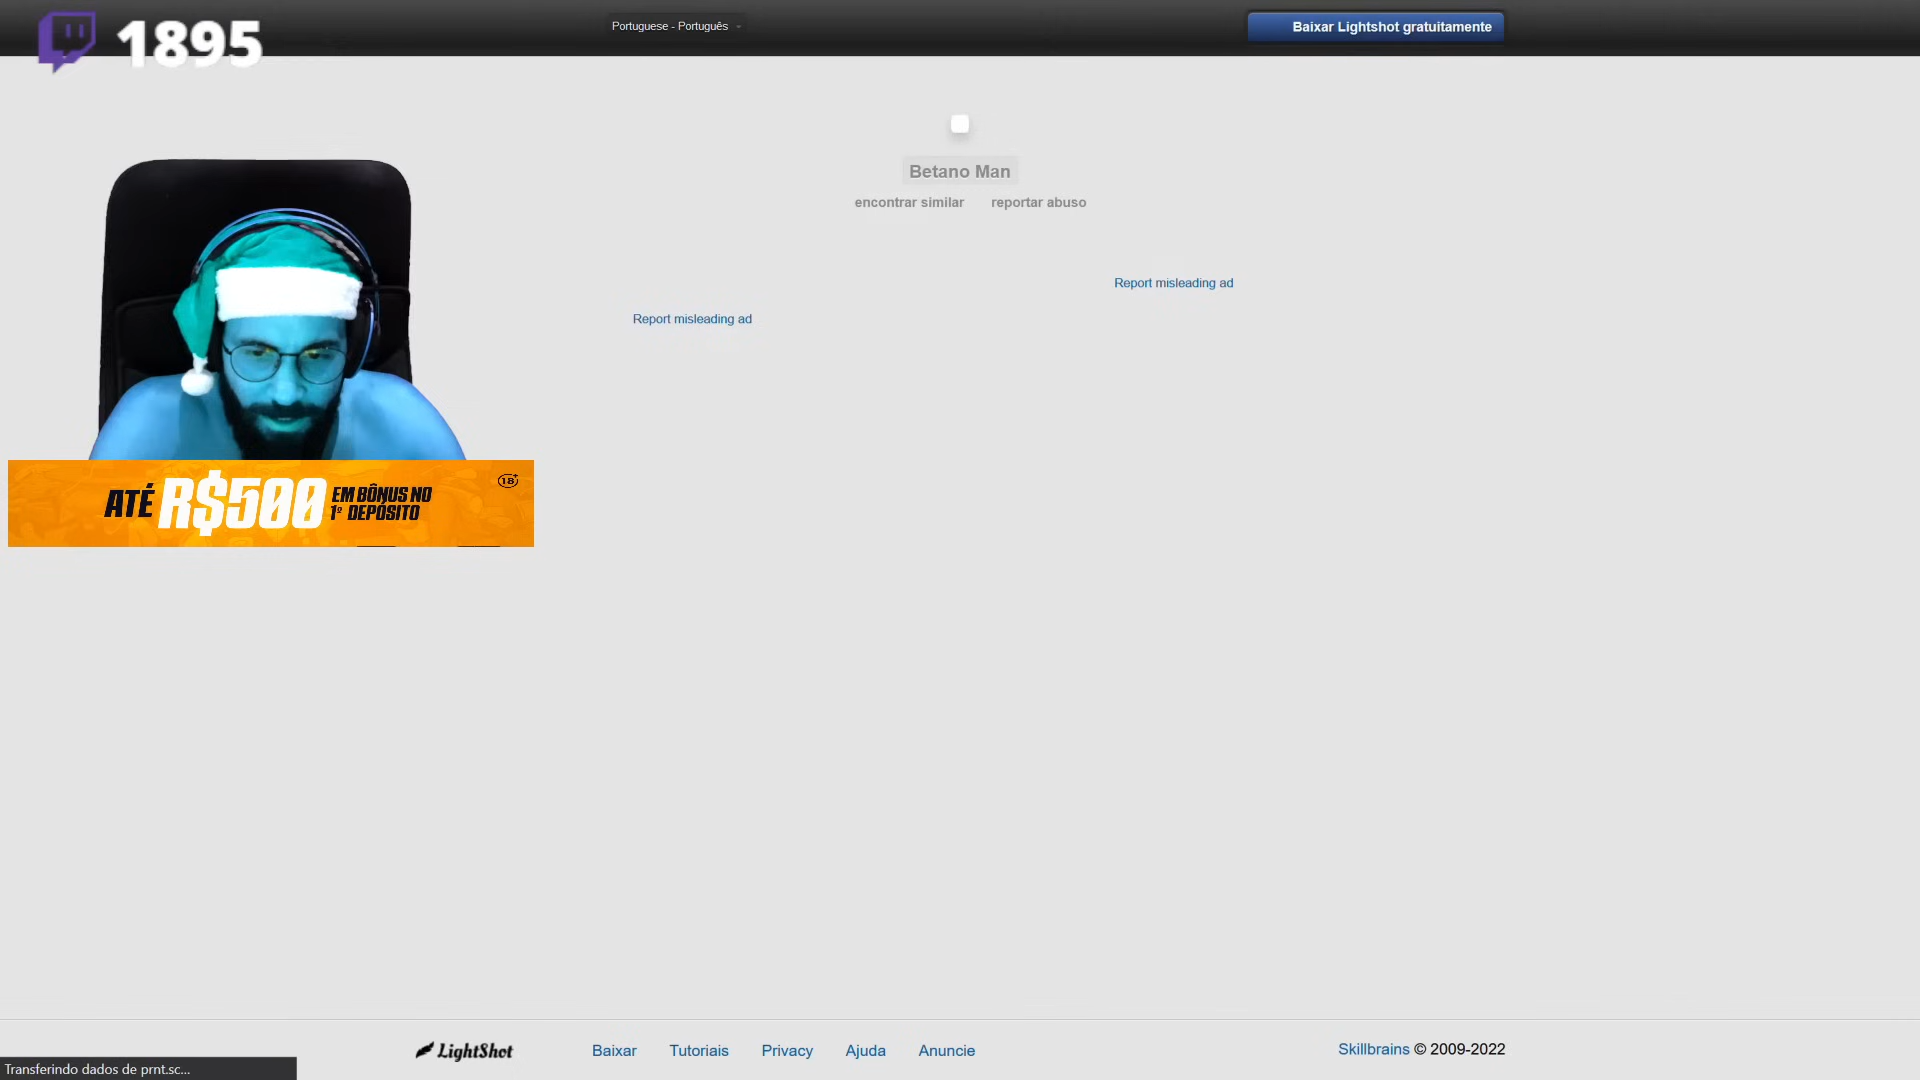 1895
Portuguese - Português
Baixar Lightshot gratuitamente
Betano Man
encontrar similar reportar abuso
Report misleading ad
Report misleading ad
ATÉ R$500 EM BÔNUS NO
1º DEPÓSITO
18+
LightShot Baixar Tutoriais Privacy Ajuda Anuncie Skillbrains © 2009-2022
Transferindo dados de prnt.sc...